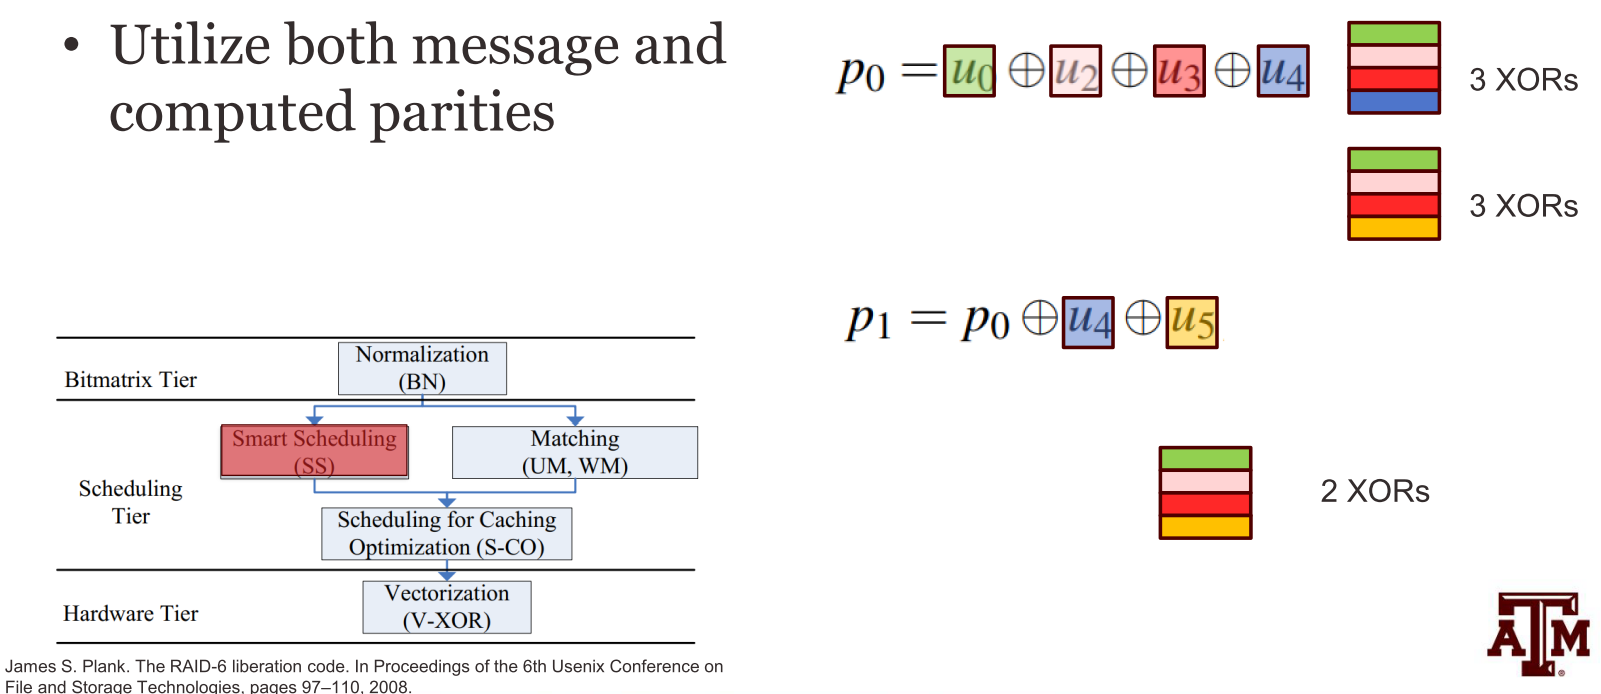 • Utilize both message and
computed parities
p₀ = u₀ ⊕ u₂ ⊕ u₃ ⊕ u₄
3 XORs
3 XORs
p₁ = p₀ ⊕ u₄ ⊕ u₅
2 XORs
Bitmatrix Tier
Normalization
(BN)
Smart Scheduling
(SS)
Matching
(UM, WM)
Scheduling
Tier
Scheduling for Caching
Optimization (S-CO)
Hardware Tier
Vectorization
(V-XOR)
James S. Plank. The RAID-6 liberation code. In Proceedings of the 6th Usenix Conference on
File and Storage Technologies, pages 97–110, 2008.
ATM